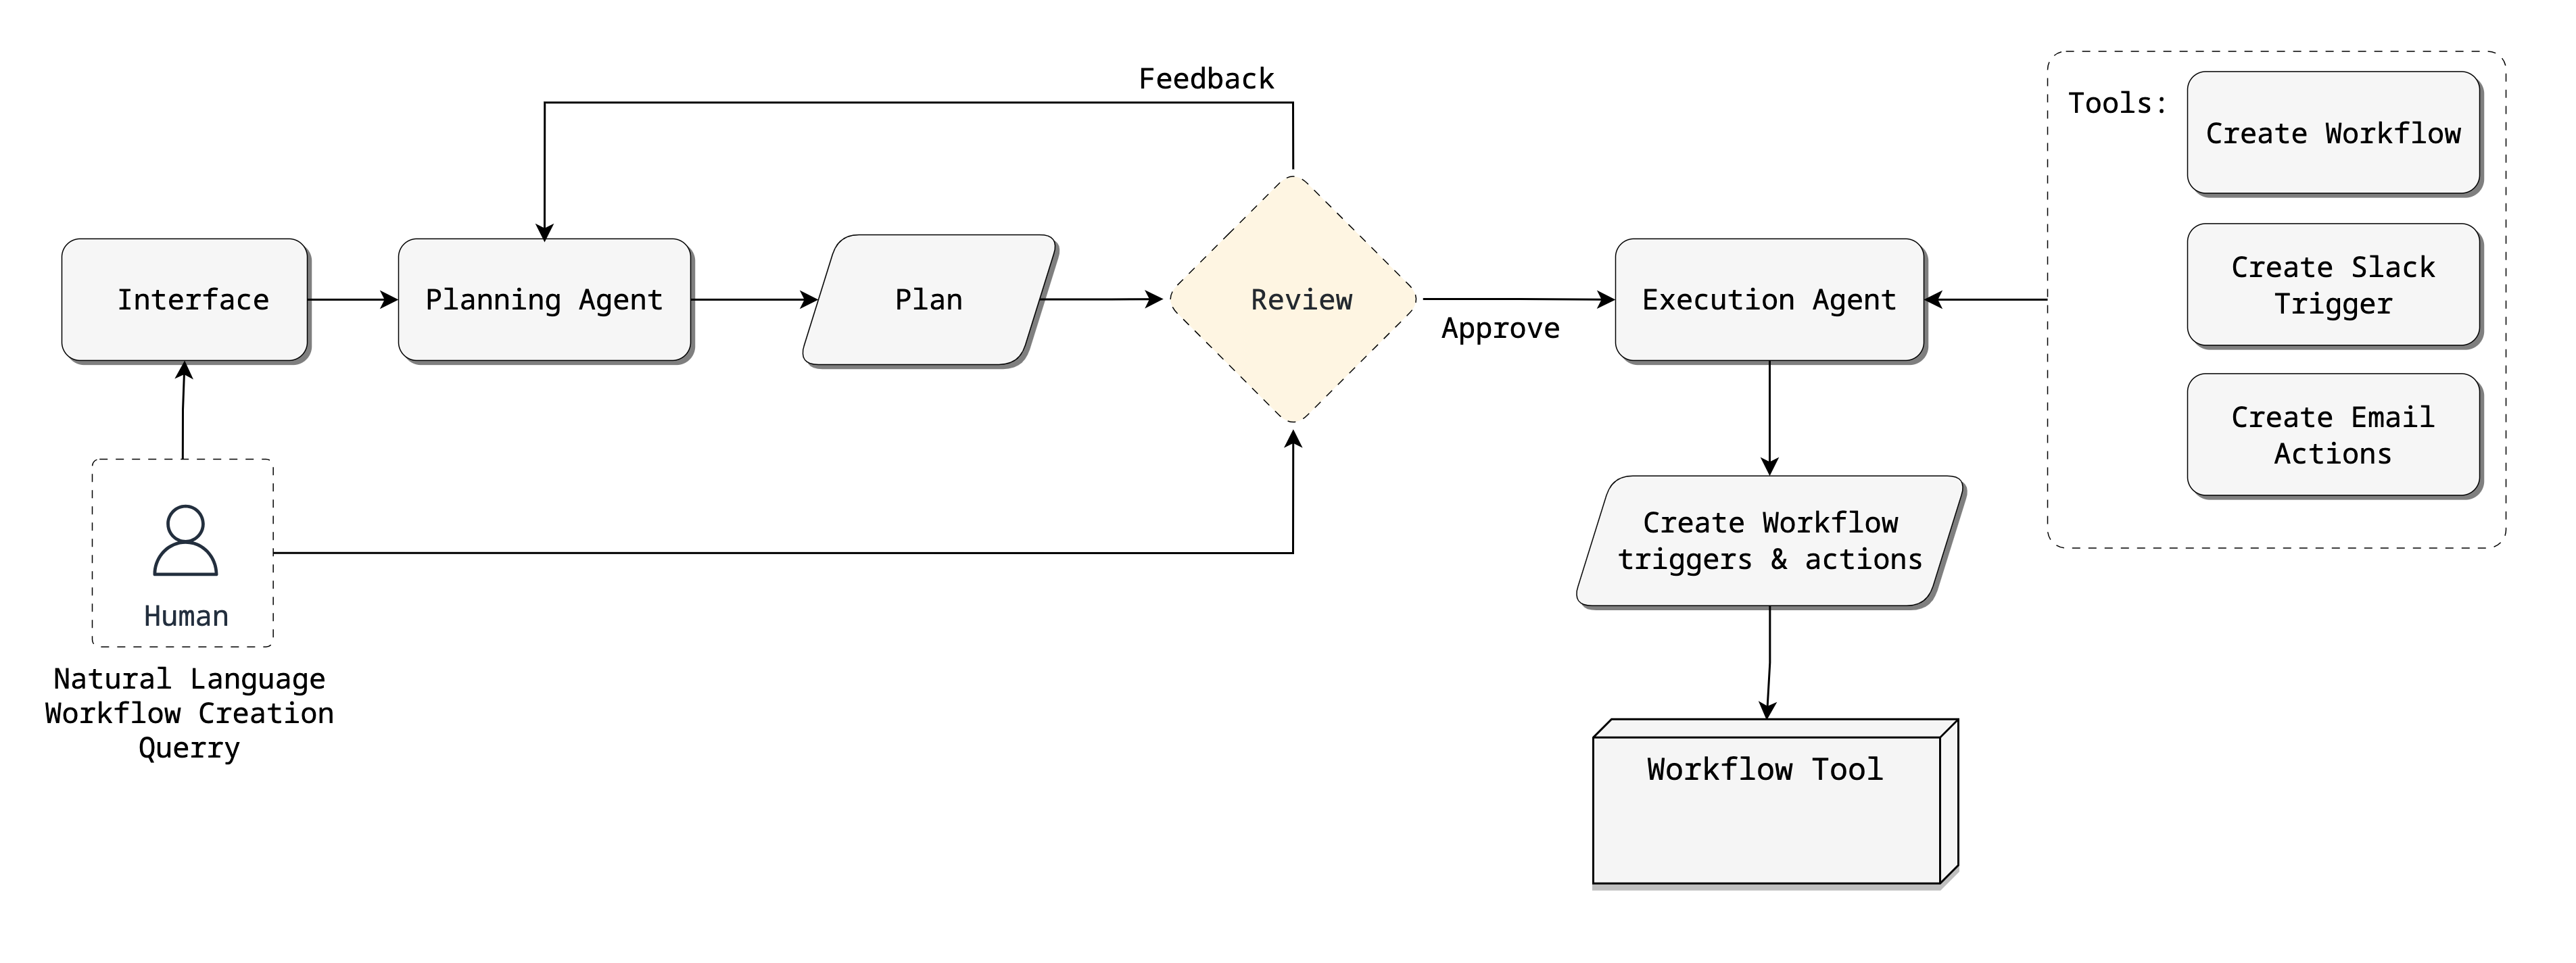 Feedback
Tools:
Create Workflow
Create Slack
Trigger
Create Email
Actions
Interface
Planning Agent
Plan
Review
Approve
Execution Agent
Create Workflow
triggers & actions
Human
Natural Language
Workflow Creation
Querry
Workflow Tool